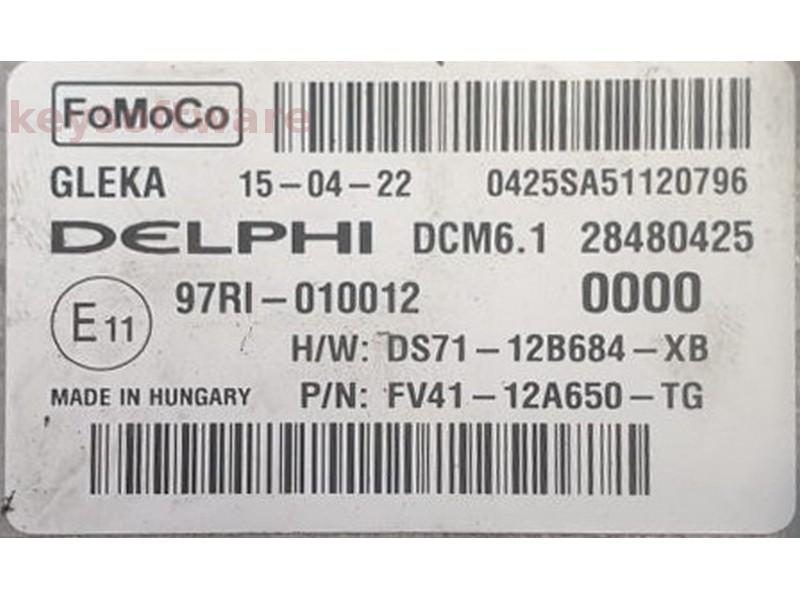 FoMoCo
keysoftware
GLEKA 15-04-22 0425SA51120796
DELPHI DCM6.1 28480425
E11 97RI-010012 0000
H/W: DS71-12B684-XB
MADE IN HUNGARY P/N: FV41-12A650-TG